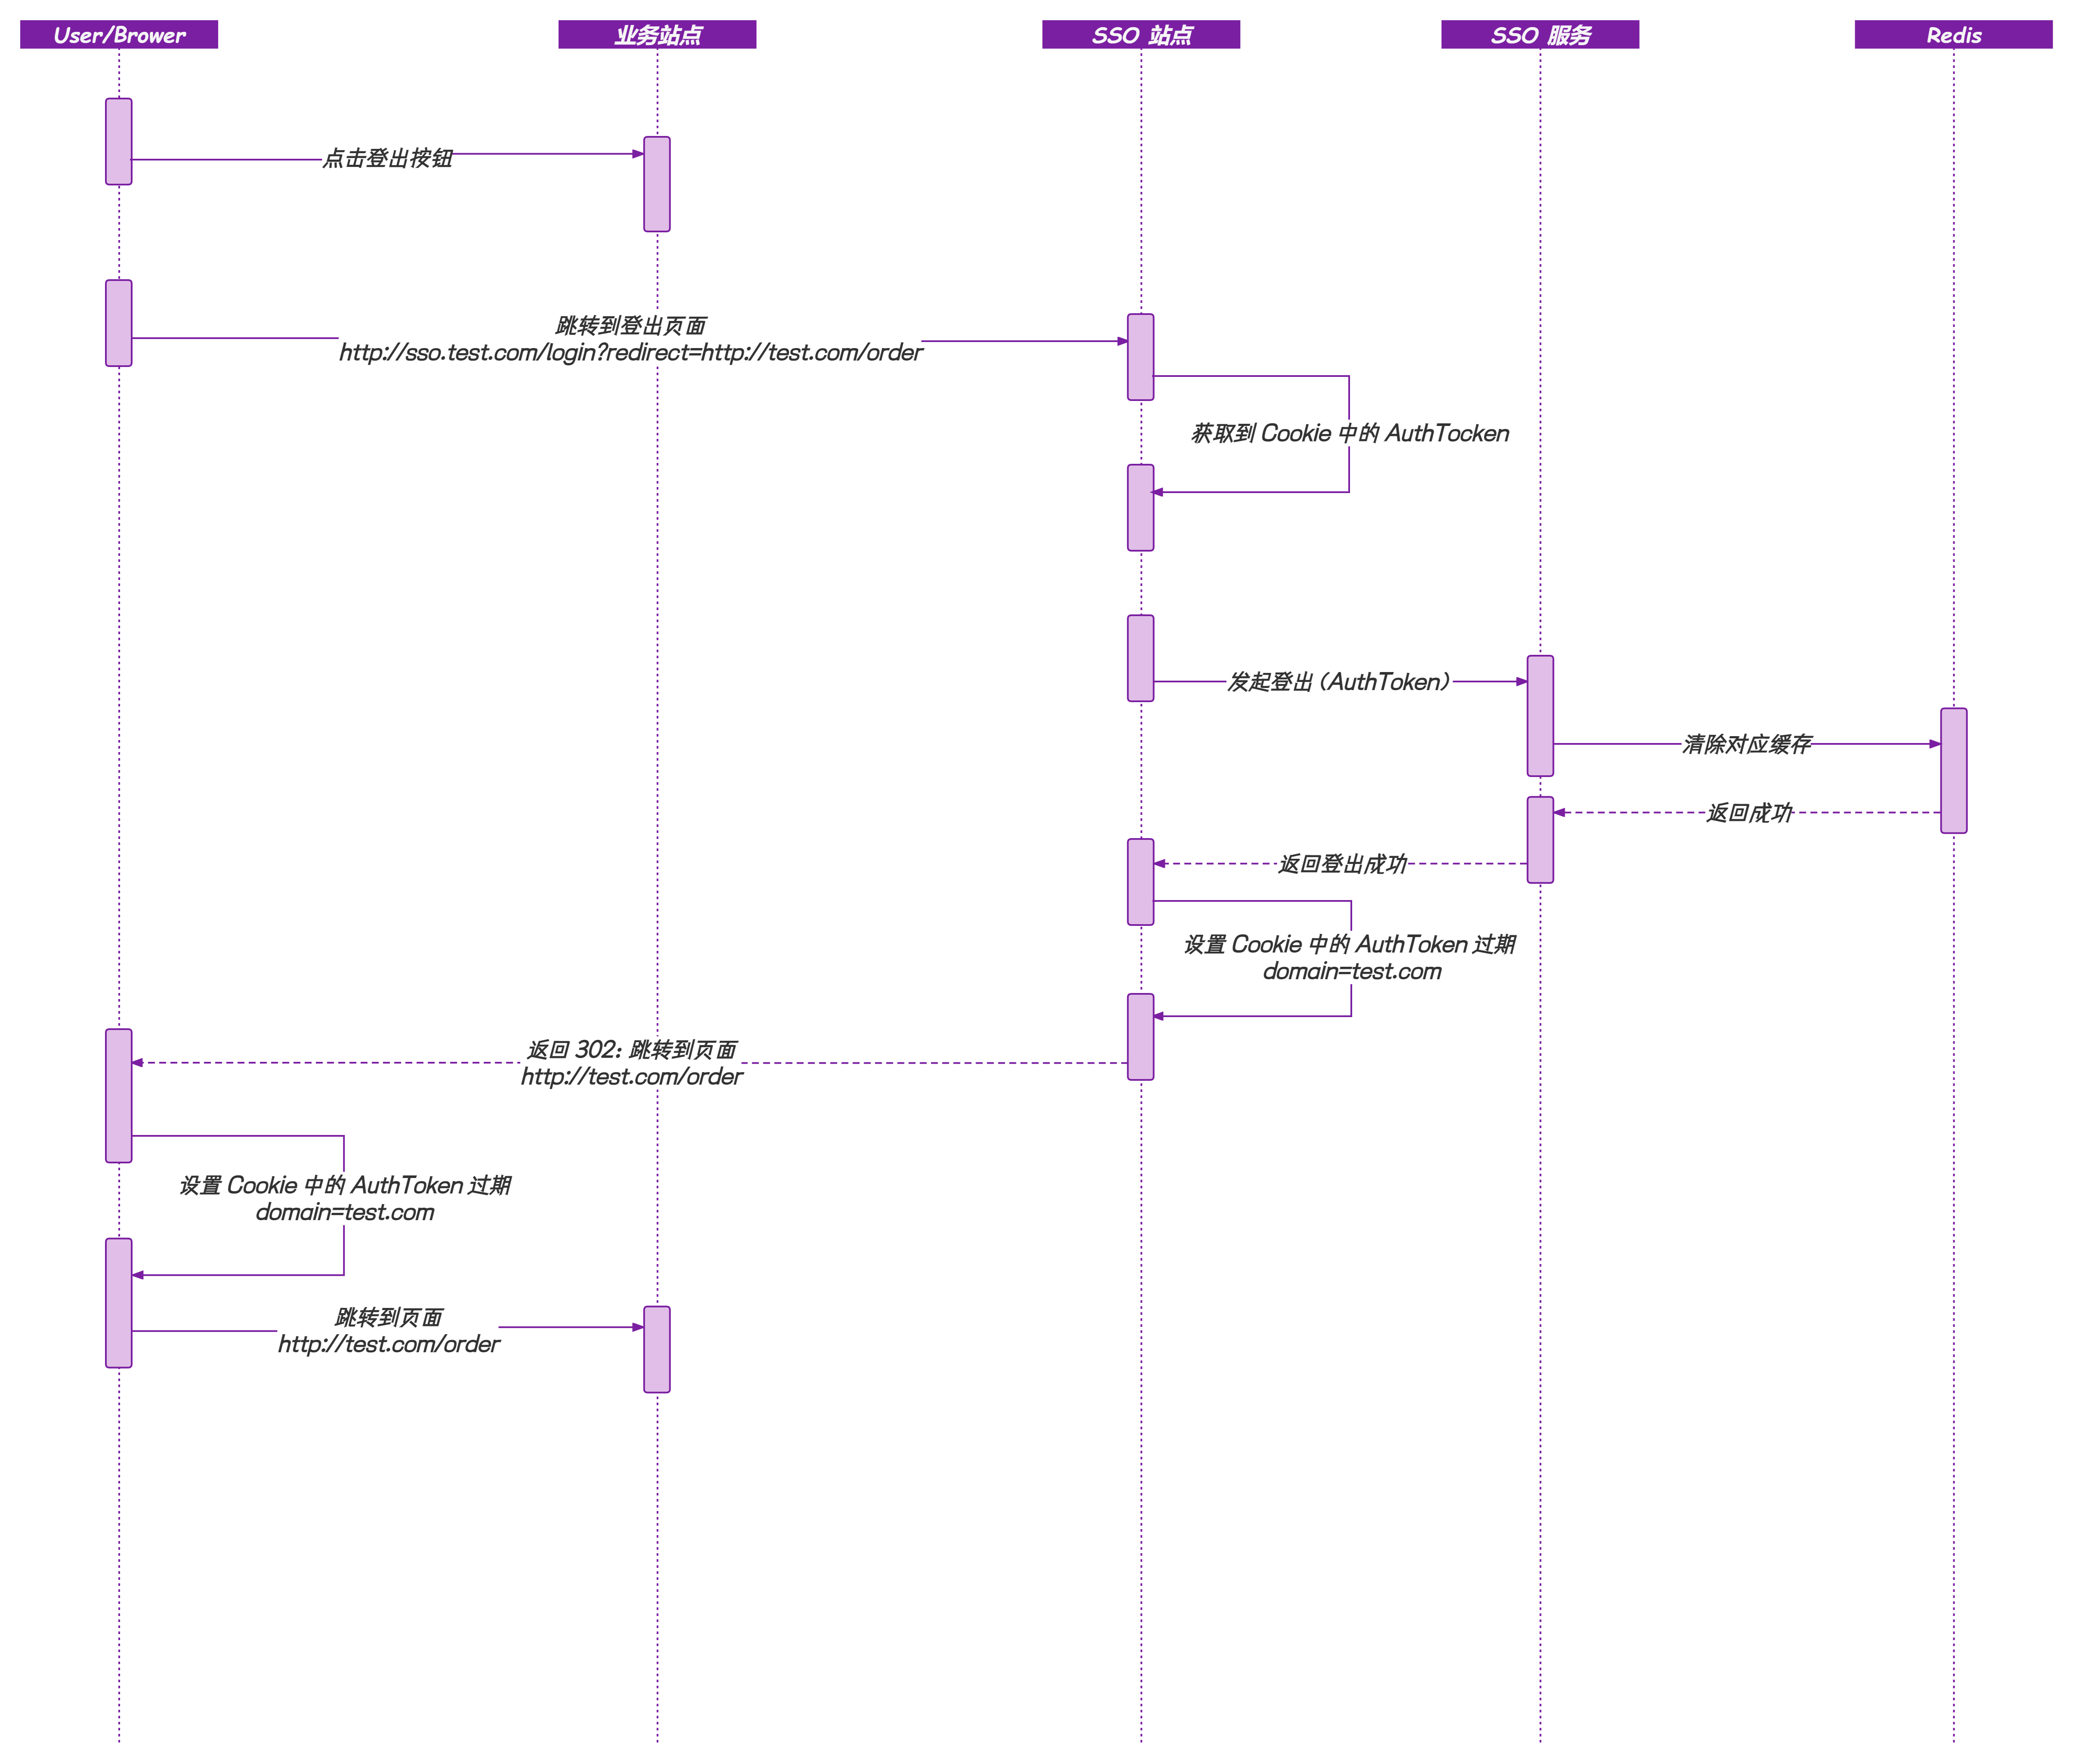 User/Brower
业务站点
SSO 站点
SSO 服务
Redis
点击登出按钮
跳转到登出页面
http://sso.test.com/login?redirect=http://test.com/order
获取到 Cookie 中的 AuthTocken
发起登出（AuthToken）
清除对应缓存
返回成功
返回登出成功
设置 Cookie 中的 AuthToken 过期
domain=test.com
返回 302: 跳转到页面
http://test.com/order
设置 Cookie 中的 AuthToken 过期
domain=test.com
跳转到页面
http://test.com/order